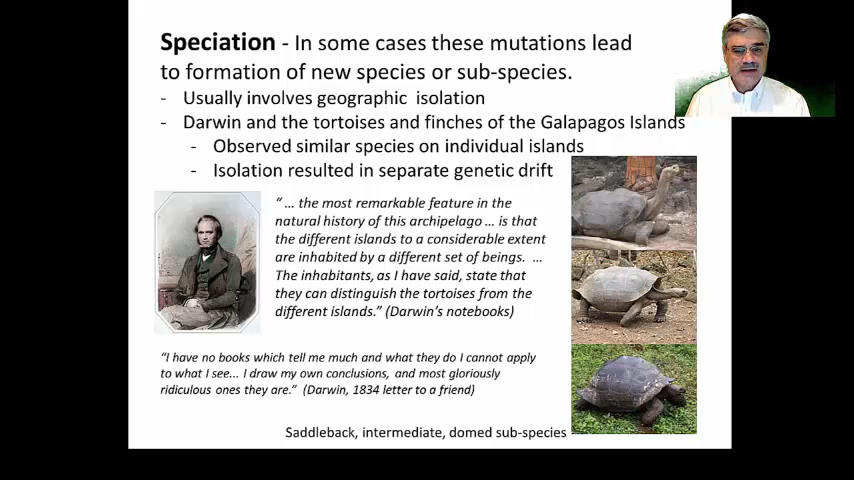 Speciation - In some cases these mutations lead
to formation of new species or sub-species.
- Usually involves geographic isolation
- Darwin and the tortoises and finches of the Galapagos Islands
- Observed similar species on individual islands
- Isolation resulted in separate genetic drift
“ … the most remarkable feature in the
natural history of this archipelago … is that
the different islands to a considerable extent
are inhabited by a different set of beings.  …
The inhabitants, as I have said, state that
they can distinguish the tortoises from the
different islands.” (Darwin’s notebooks)
“I have no books which tell me much and what they do I cannot apply
to what I see... I draw my own conclusions, and most gloriously
ridiculous ones they are.”  (Darwin, 1834 letter to a friend)
Saddleback, intermediate, domed sub-species